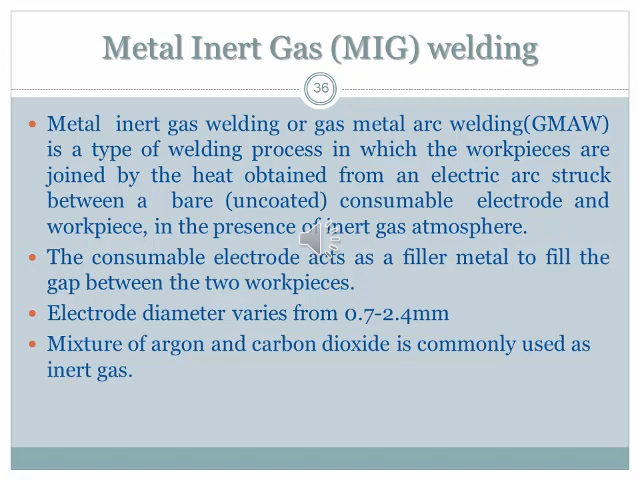 Metal Inert Gas (MIG) welding
36
• Metal inert gas welding or gas metal arc welding(GMAW)
is a type of welding process in which the workpieces are
joined by the heat obtained from an electric arc struck
between a bare (uncoated) consumable electrode and
workpiece, in the presence of inert gas atmosphere.
• The consumable electrode acts as a filler metal to fill the
gap between the two workpieces.
• Electrode diameter varies from 0.7-2.4mm
• Mixture of argon and carbon dioxide is commonly used as
inert gas.